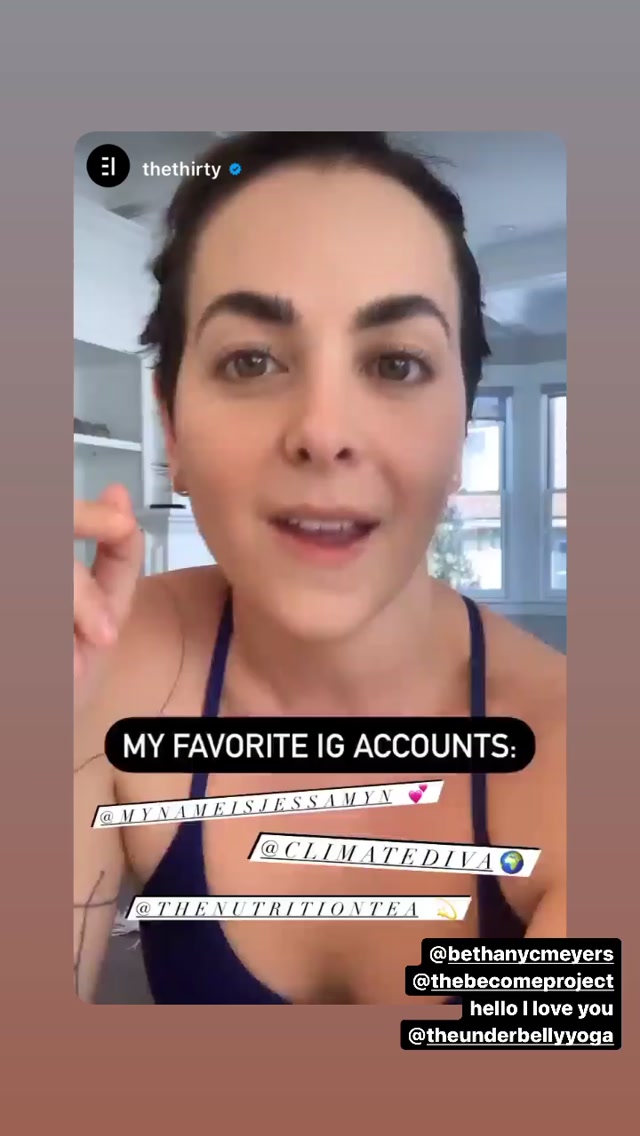 thethirty
MY FAVORITE IG ACCOUNTS:
@MYNAMEISJESSAMYN 💕
@CLIMATEDIVA 🌍
@THENUTRITIONTEA 💫
@bethanycmeyers
@thebecomeproject
hello I love you
@theunderbellyyoga